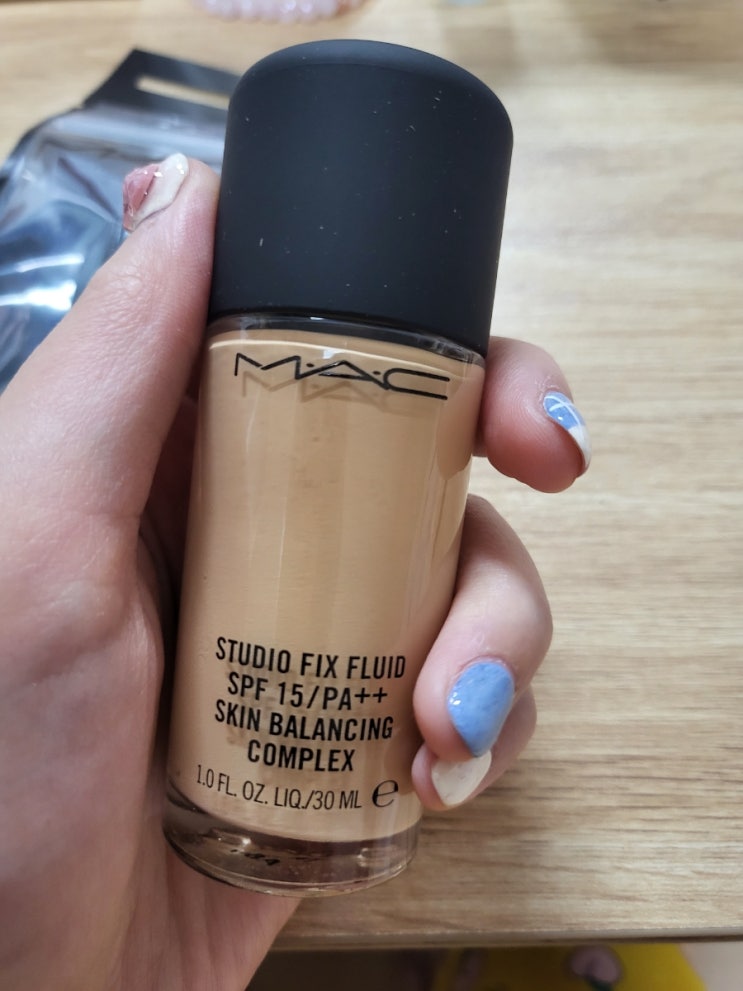 M·A·C
STUDIO FIX FLUID
SPF 15/PA++
SKIN BALANCING
COMPLEX
1.0 FL. OZ. LIQ./30 ML ℮